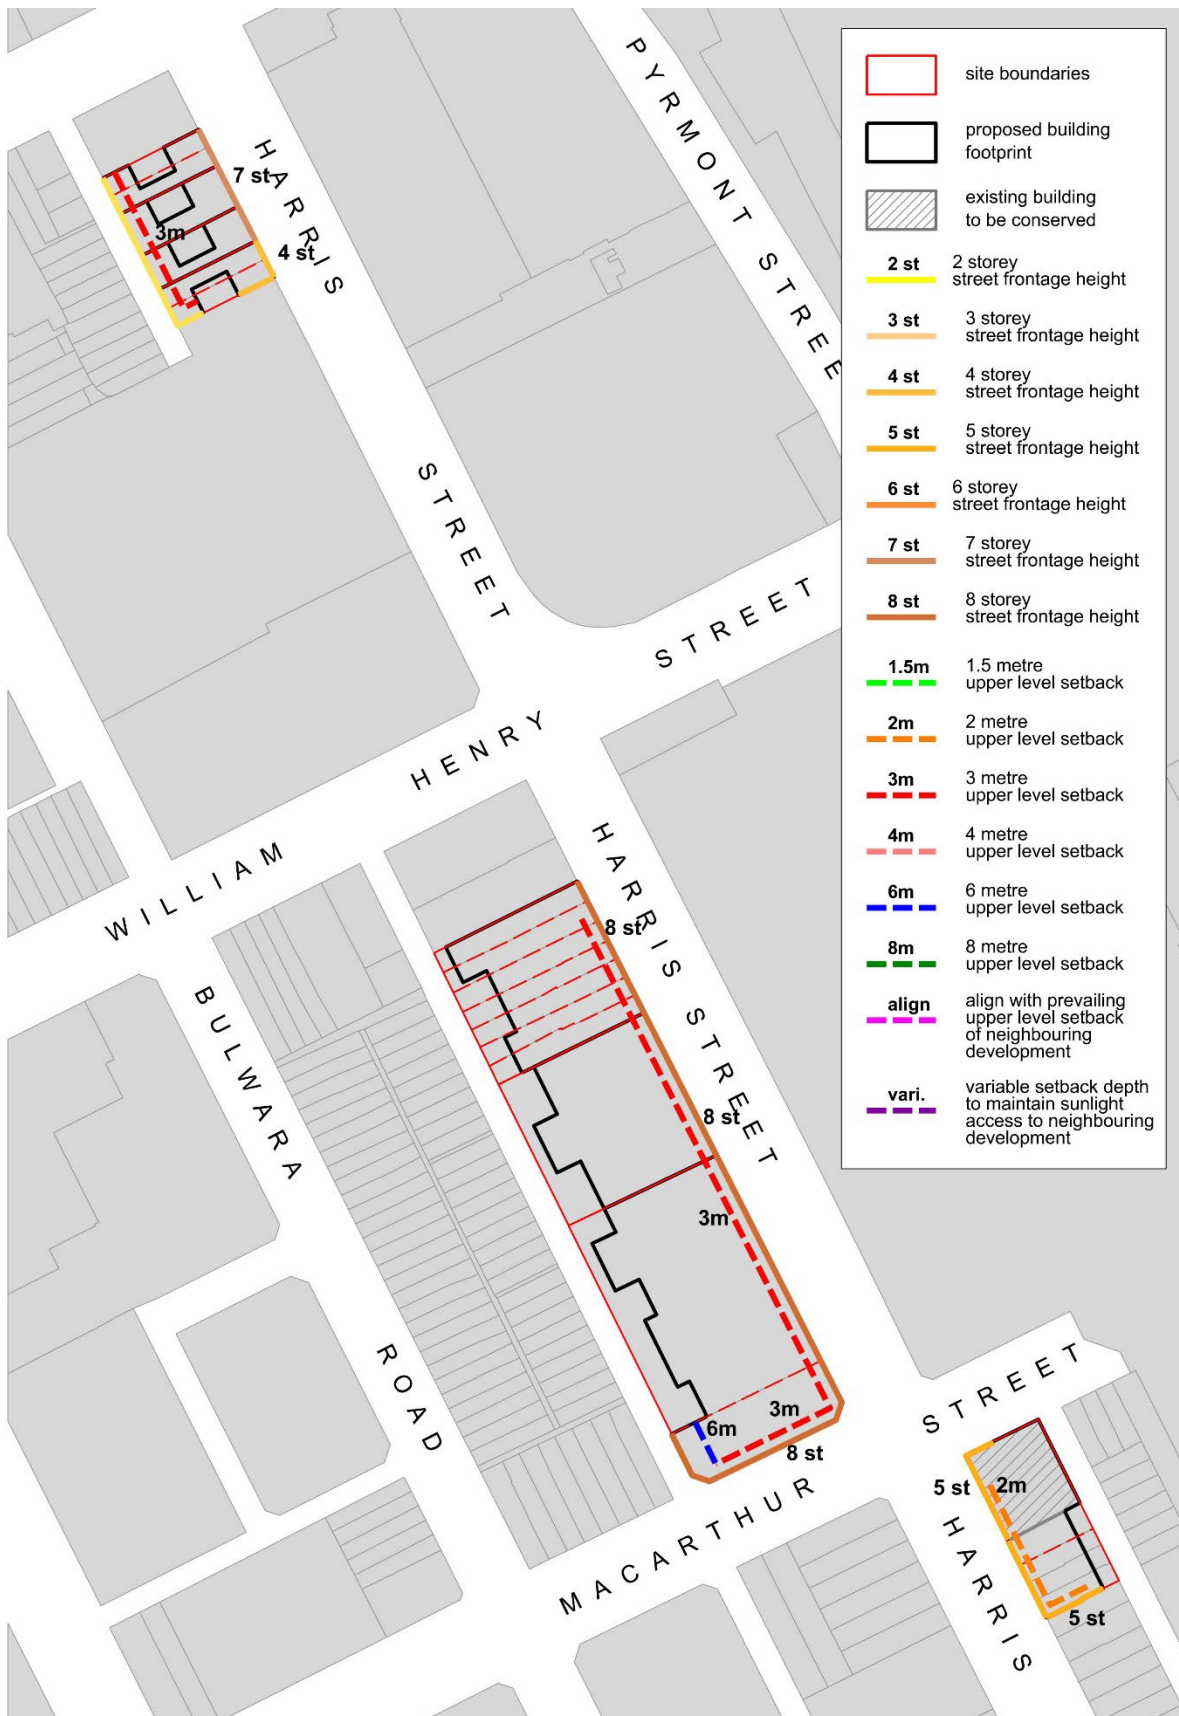 HARRIS
STREET
PYRMONT STREE
7 st
4 st
3m
WILLIAM
HENRY
STREET
HARRIS STREET
8 st
8 st
3m
3m
6m
8 st
BULWARA
ROAD
MACARTHUR
STREET
5 st
2m
5 st
HARRIS
site boundaries
proposed building
footprint
existing building
to be conserved
2 st 2 storey
street frontage height
3 st 3 storey
street frontage height
4 st 4 storey
street frontage height
5 st 5 storey
street frontage height
6 st 6 storey
street frontage height
7 st 7 storey
street frontage height
8 st 8 storey
street frontage height
1.5m 1.5 metre
upper level setback
2m 2 metre
upper level setback
3m 3 metre
upper level setback
4m 4 metre
upper level setback
6m 6 metre
upper level setback
8m 8 metre
upper level setback
align align with prevailing
upper level setback
of neighbouring
development
vari. variable setback depth
to maintain sunlight
access to neighbouring
development